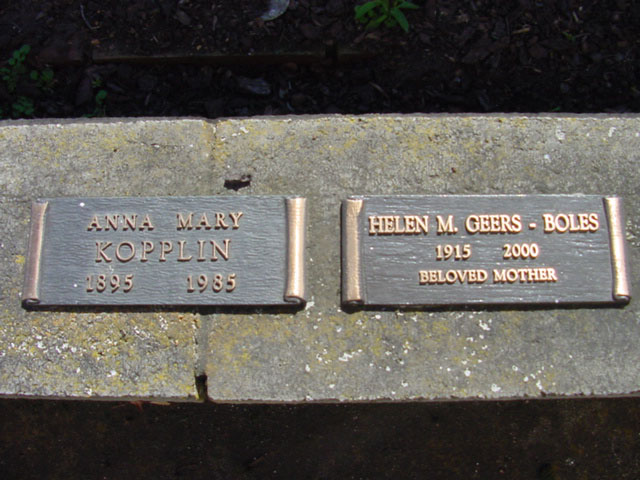 ANNA MARY
KOPPLIN
1895 1985
HELEN M. GEERS - BOLES
1915 2000
BELOVED MOTHER